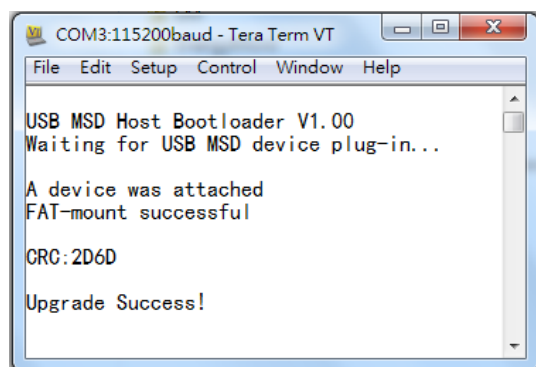 COM3:115200baud - Tera Term VT
File Edit Setup Control Window Help
USB MSD Host Bootloader V1.00
Waiting for USB MSD device plug-in...
A device was attached
FAT-mount successful
CRC:2D6D
Upgrade Success!